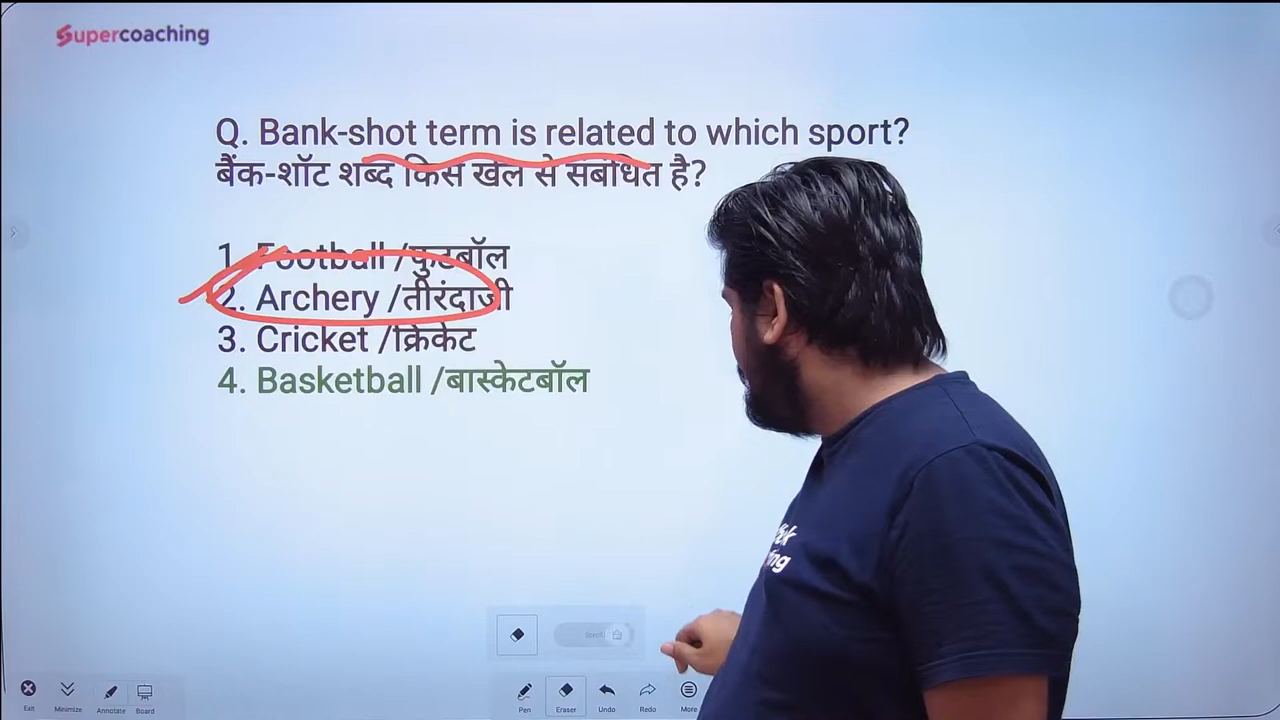 Supercoaching
Q. Bank-shot term is related to which sport?
बैंक-शॉट शब्द किस खेल से संबंधित है?
1. Football /फुटबॉल
2. Archery /तीरंदाजी
3. Cricket /क्रिकेट
4. Basketball /बास्केटबॉल
Exit
Minimize
Annotate
Board
Pen
Eraser
Undo
Redo
More